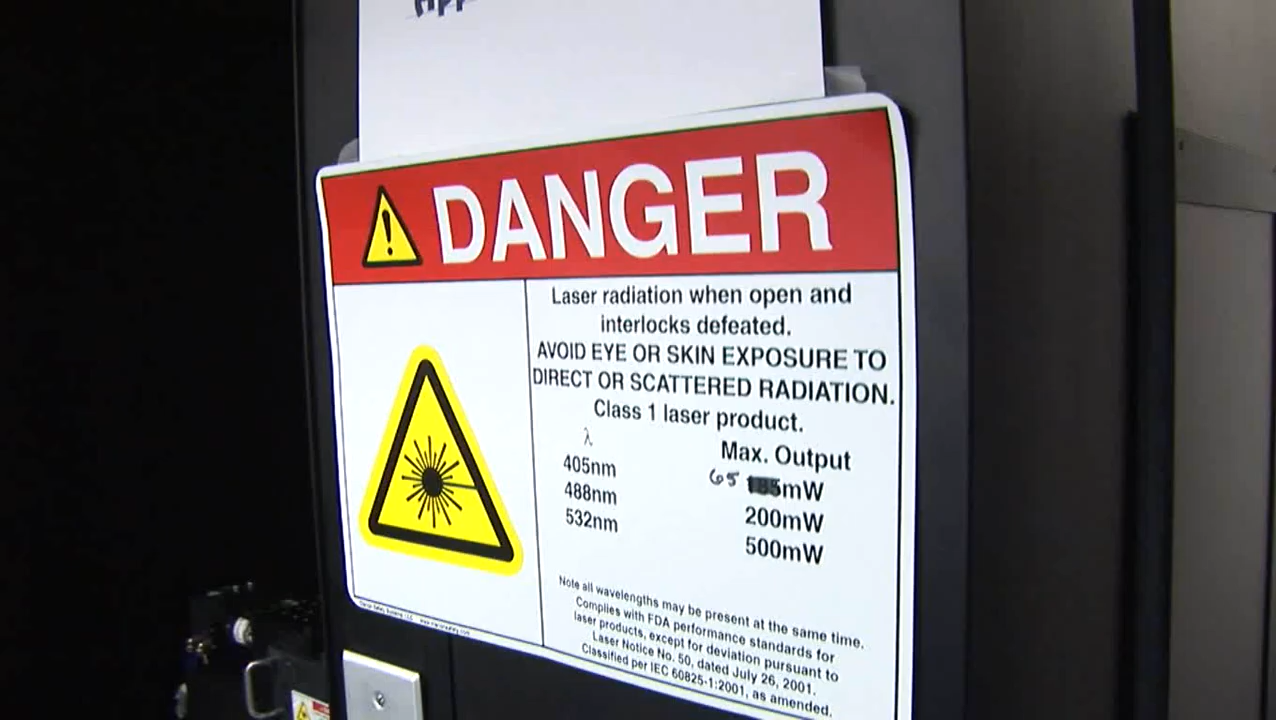 DANGER
Laser radiation when open and
interlocks defeated.
AVOID EYE OR SKIN EXPOSURE TO
DIRECT OR SCATTERED RADIATION.
Class 1 laser product.
λ Max. Output
405nm 65 185mW
488nm 200mW
532nm 500mW
Note all wavelengths may be present at the same time.
Complies with FDA performance standards for
laser products, except for deviation pursuant to
Laser Notice No. 50, dated July 26, 2001.
Classified per IEC 60825-1:2001, as amended.